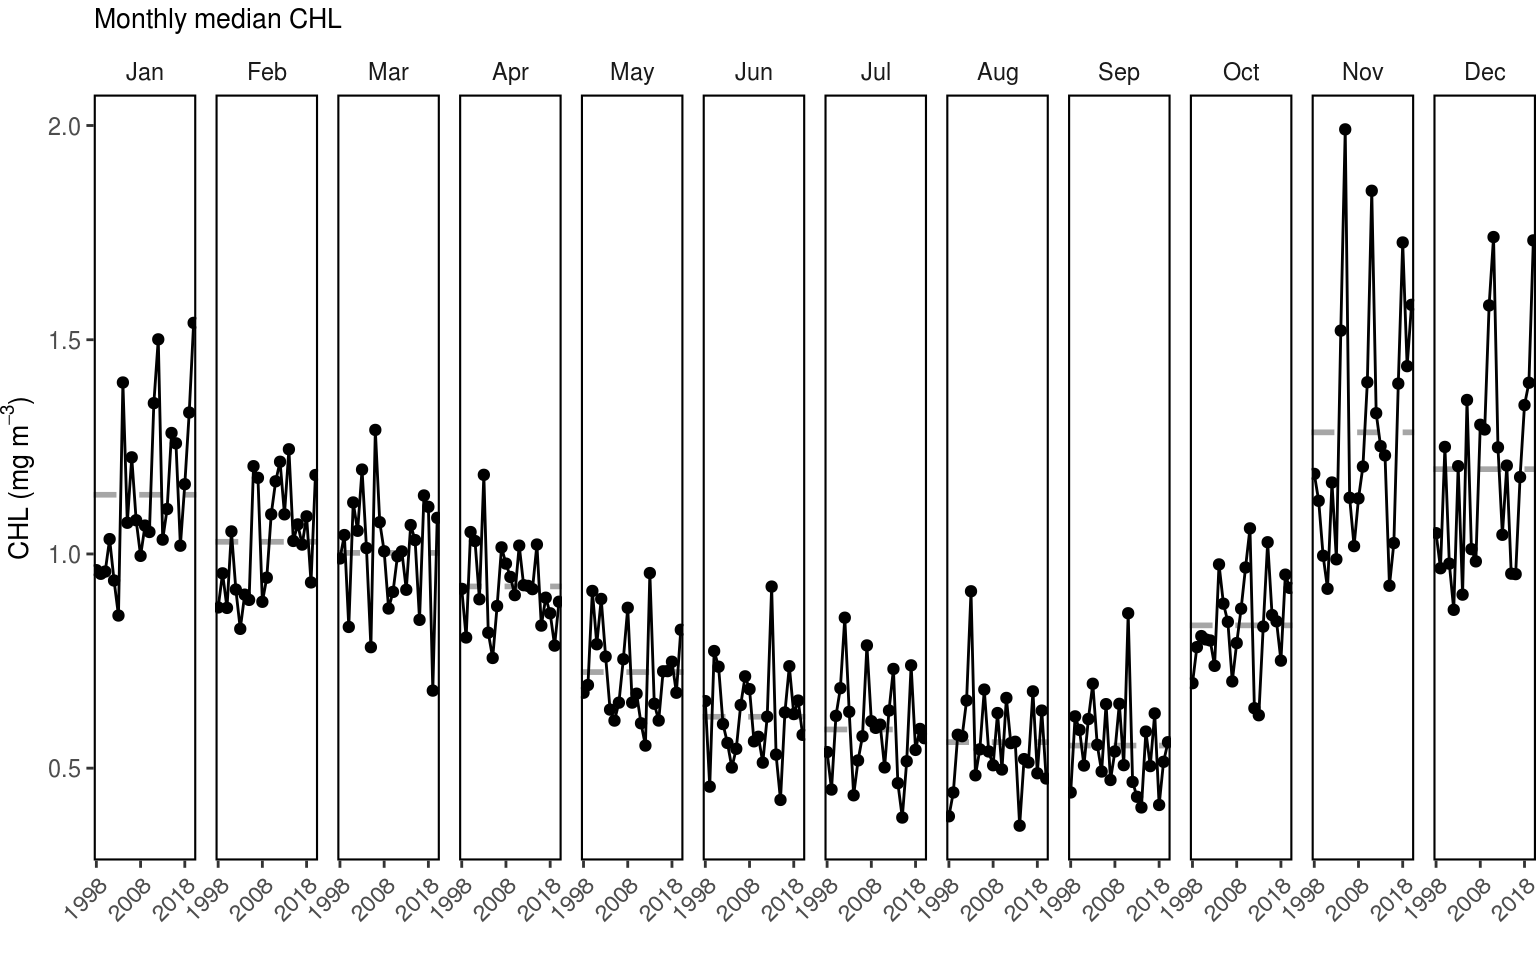 Monthly median CHL
Jan Feb Mar Apr May Jun Jul Aug Sep Oct Nov Dec
CHL (mg m⁻³)
2.0
1.5
1.0
0.5
1998 2008 2018 1998 2008 2018 1998 2008 2018 1998 2008 2018 1998 2008 2018 1998 2008 2018 1998 2008 2018 1998 2008 2018 1998 2008 2018 1998 2008 2018 1998 2008 2018 1998 2008 2018